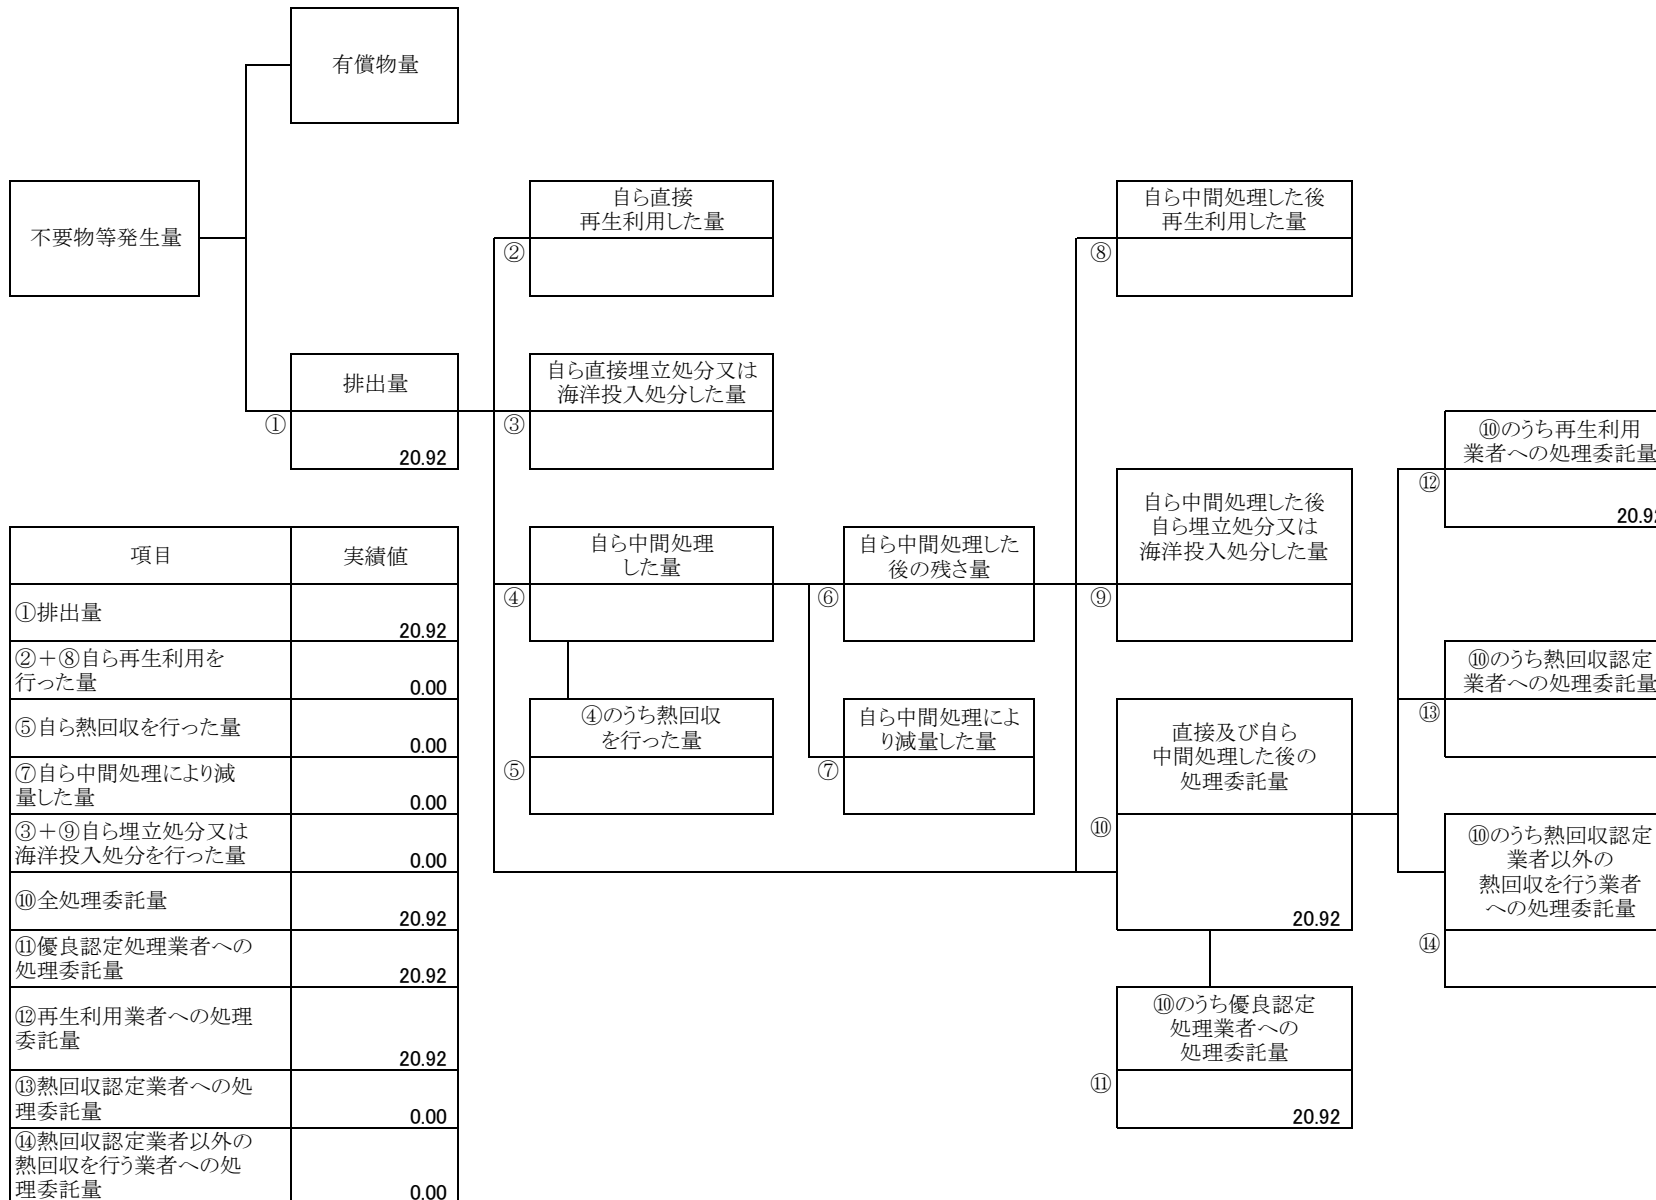 有償物量
不要物等発生量
自ら直接
再生利用した量
②
自ら中間処理した後
再生利用した量
⑧
排出量
①
20.92
自ら直接埋立処分又は
海洋投入処分した量
③
⑩のうち再生利用
業者への処理委託量
⑫
20.92
自ら中間処理
した量
④
自ら中間処理した
後の残さ量
⑥
自ら中間処理した後
自ら埋立処分又は
海洋投入処分した量
⑨
⑩のうち熱回収認定
業者への処理委託量
⑬
④のうち熱回収
を行った量
⑤
自ら中間処理によ
り減量した量
⑦
直接及び自ら
中間処理した後の
処理委託量
⑩
20.92
⑩のうち熱回収認定
業者以外の
熱回収を行う業者
への処理委託量
⑭
⑩のうち優良認定
処理業者への
処理委託量
⑪
20.92
項目 実績値
①排出量
20.92
②+⑧自ら再生利用を
行った量
0.00
⑤自ら熱回収を行った量
0.00
⑦自ら中間処理により減
量した量
0.00
③+⑨自ら埋立処分又は
海洋投入処分を行った量
0.00
⑩全処理委託量
20.92
⑪優良認定処理業者への
処理委託量
20.92
⑫再生利用業者への処理
委託量
20.92
⑬熱回収認定業者への処
理委託量
0.00
⑭熱回収認定業者以外の
熱回収を行う業者への処
理委託量
0.00